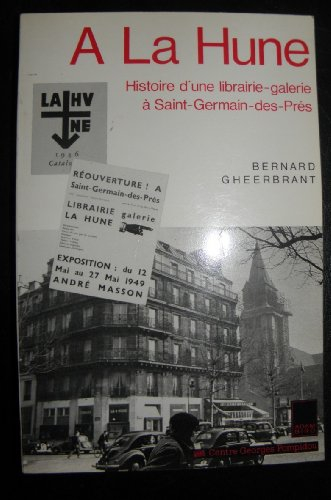 A La Hune
Histoire d'une librairie-galerie
à Saint-Germain-des-Prés
BERNARD
GHEERBRANT
LA HV
NE
1946
RÉOUVERTURE! A
Saint-Germain-des-Prés
LIBRAIRIE galerie
LA HUNE
EXPOSITION : du 12
Mai au 27 Mai 1949
ANDRÉ MASSON
Centre Georges Pompidou